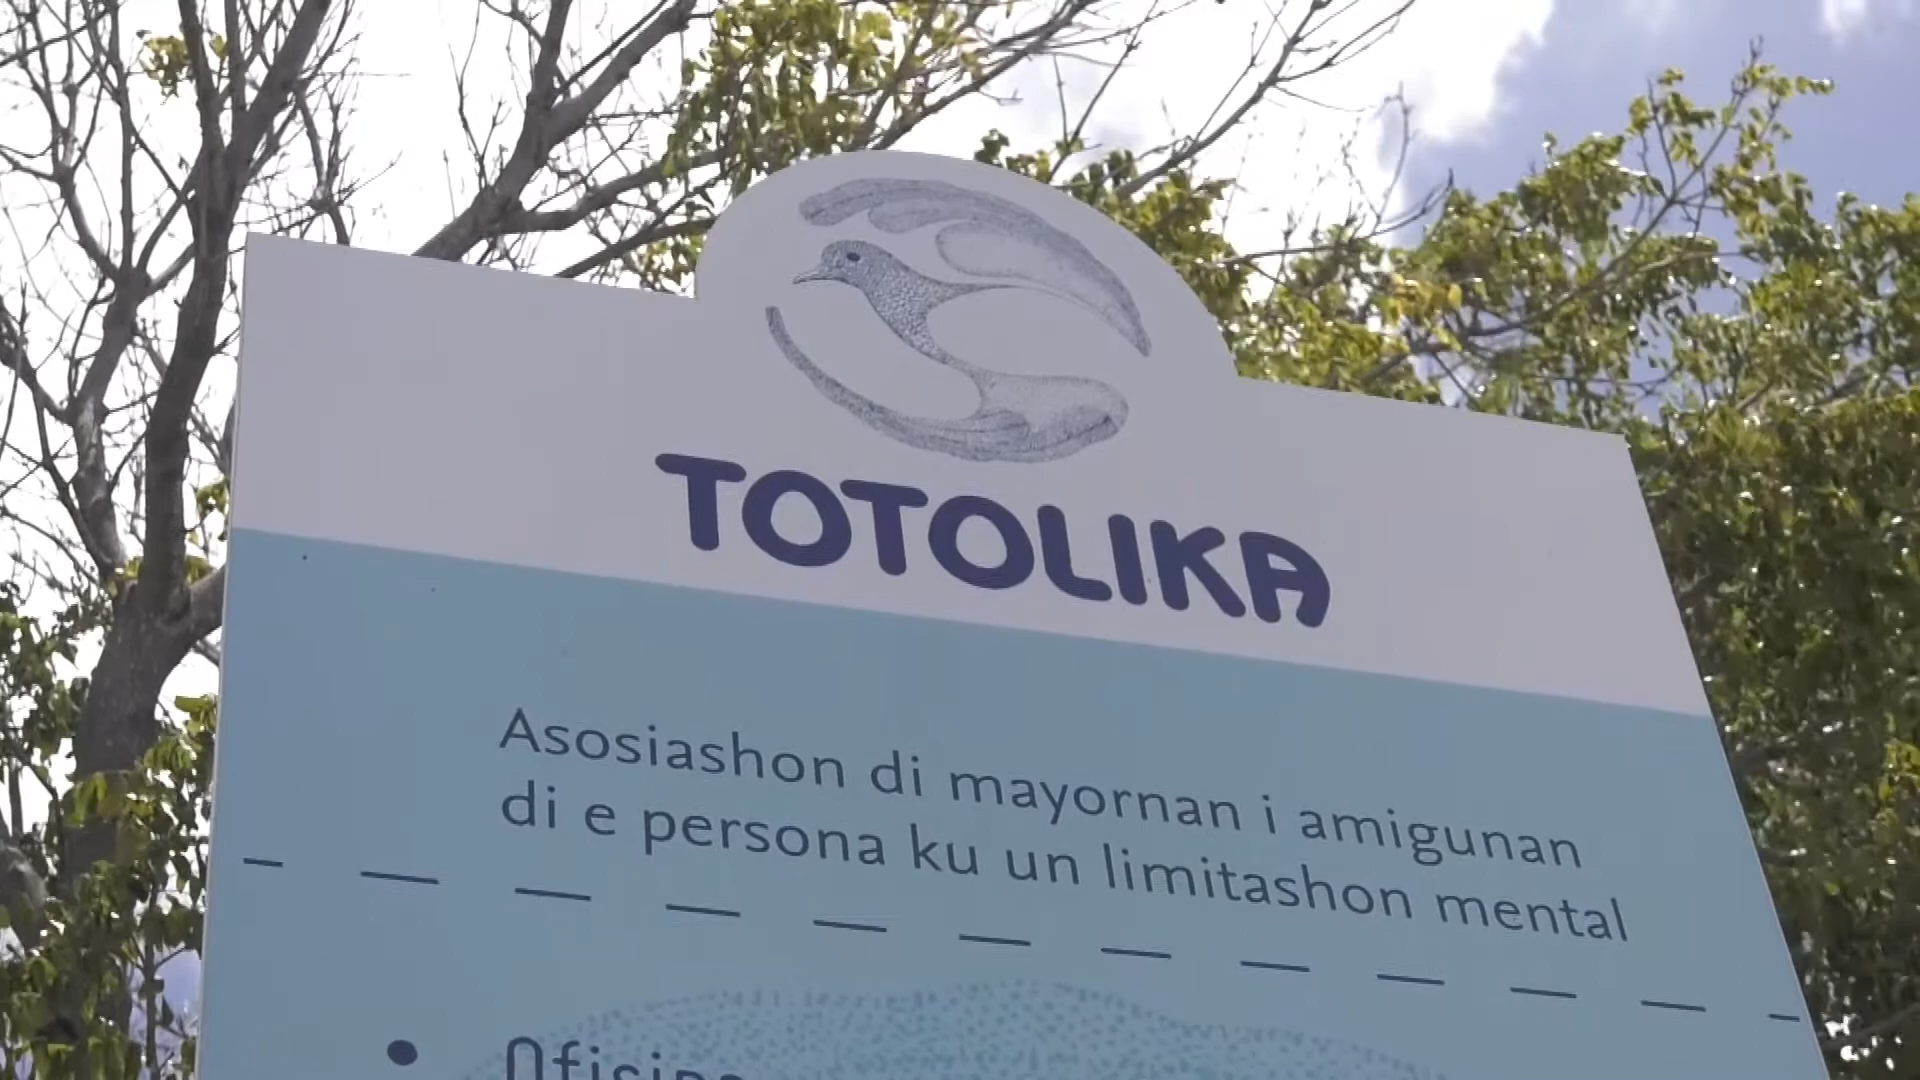 TOTOLIKA
Asosiashon di mayornan i amigunan
di e persona ku un limitashon mental